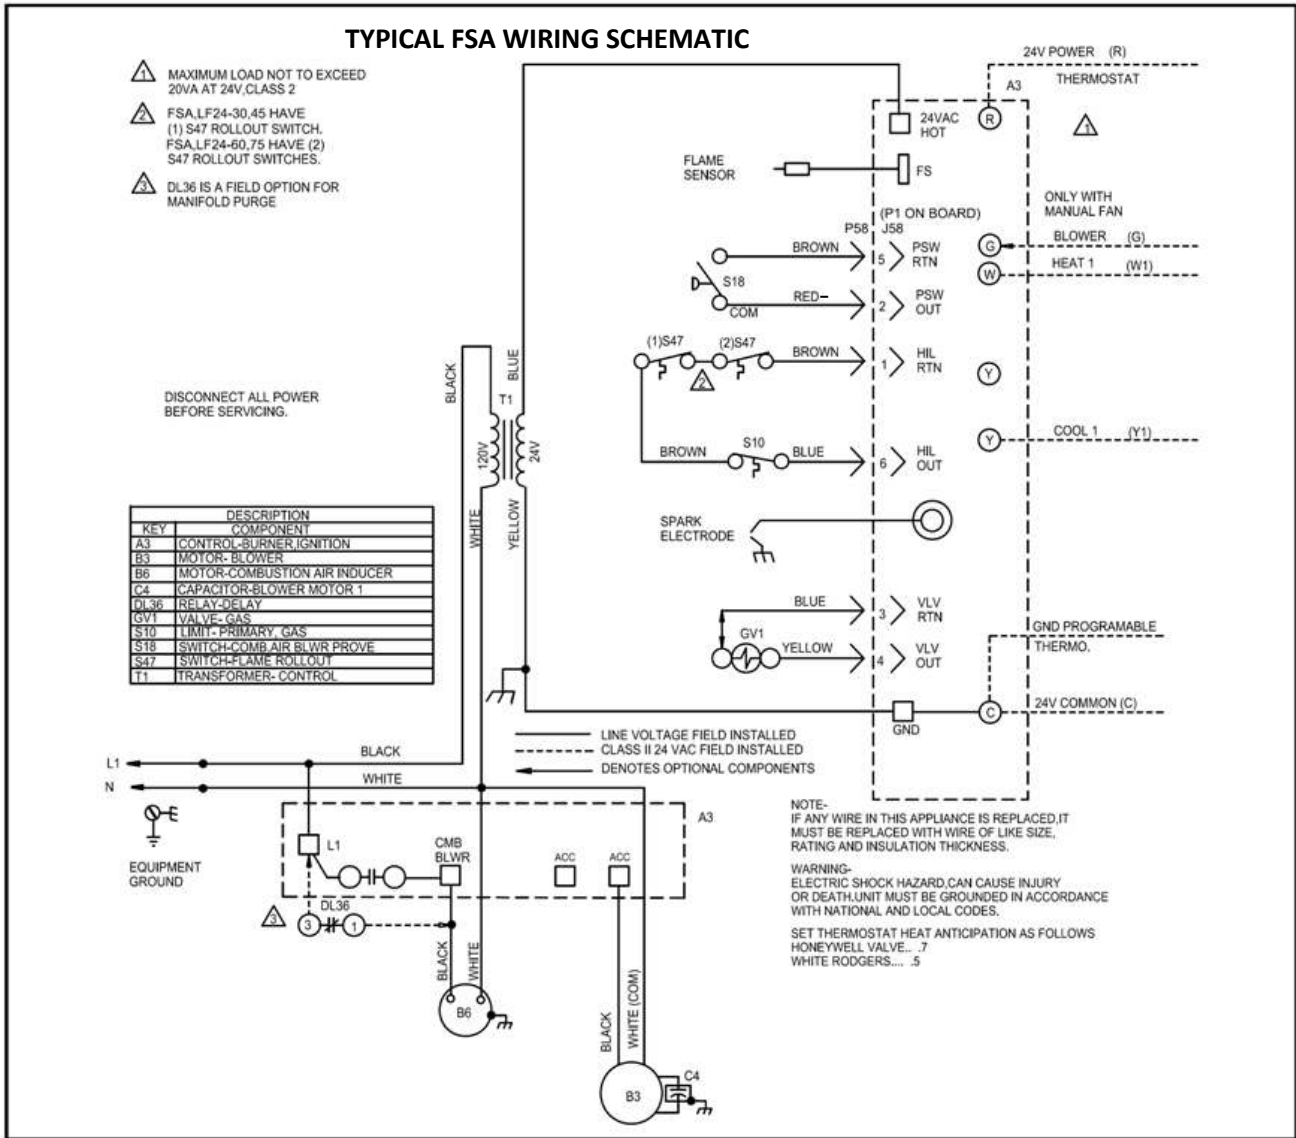 TYPICAL FSA WIRING SCHEMATIC
1 MAXIMUM LOAD NOT TO EXCEED
20VA AT 24V,CLASS 2
2 FSA,LF24-30,45 HAVE
(1) S47 ROLLOUT SWITCH.
FSA,LF24-60,75 HAVE (2)
S47 ROLLOUT SWITCHES.
3 DL36 IS A FIELD OPTION FOR
MANIFOLD PURGE
24V POWER (R)
THERMOSTAT
A3
24VAC
HOT
R
1
FLAME
SENSOR
FS
ONLY WITH
MANUAL FAN
(P1 ON BOARD)
P58 J58
BLOWER (G)
G
BROWN
5
PSW
RTN
HEAT 1 (W1)
W
S18
RED-
COM
2
PSW
OUT
(1)S47
(2)S47
BROWN
2
1
HIL
RTN
Y
BLACK
BLUE
T1
120V
24V
DISCONNECT ALL POWER
BEFORE SERVICING.
COOL 1 (Y1)
Y
BROWN
S10
BLUE
6
HIL
OUT
WHITE
YELLOW
SPARK
ELECTRODE
DESCRIPTION
KEY COMPONENT
A3 CONTROL-BURNER,IGNITION
B3 MOTOR- BLOWER
B6 MOTOR-COMBUSTION AIR INDUCER
C4 CAPACITOR-BLOWER MOTOR 1
DL36 RELAY-DELAY
GV1 VALVE- GAS
S10 LIMIT- PRIMARY, GAS
S18 SWITCH-COMB.AIR BLWR PROVE
S47 SWITCH-FLAME ROLLOUT
T1 TRANSFORMER- CONTROL
BLUE
3
VLV
RTN
GV1
YELLOW
4
VLV
OUT
GND PROGRAMABLE
THERMO.
24V COMMON (C)
C
GND
LINE VOLTAGE FIELD INSTALLED
CLASS II 24 VAC FIELD INSTALLED
DENOTES OPTIONAL COMPONENTS
L1
BLACK
N
WHITE
EQUIPMENT
GROUND
A3
L1
CMB
BLWR
ACC
ACC
3
DL36
3
1
BLACK
WHITE
B6
BLACK
WHITE (COM)
B3
C4
NOTE-
IF ANY WIRE IN THIS APPLIANCE IS REPLACED,IT
MUST BE REPLACED WITH WIRE OF LIKE SIZE,
RATING AND INSULATION THICKNESS.
WARNING-
ELECTRIC SHOCK HAZARD,CAN CAUSE INJURY
OR DEATH.UNIT MUST BE GROUNDED IN ACCORDANCE
WITH NATIONAL AND LOCAL CODES.
SET THERMOSTAT HEAT ANTICIPATION AS FOLLOWS
HONEYWELL VALVE.. .7
WHITE RODGERS.... .5